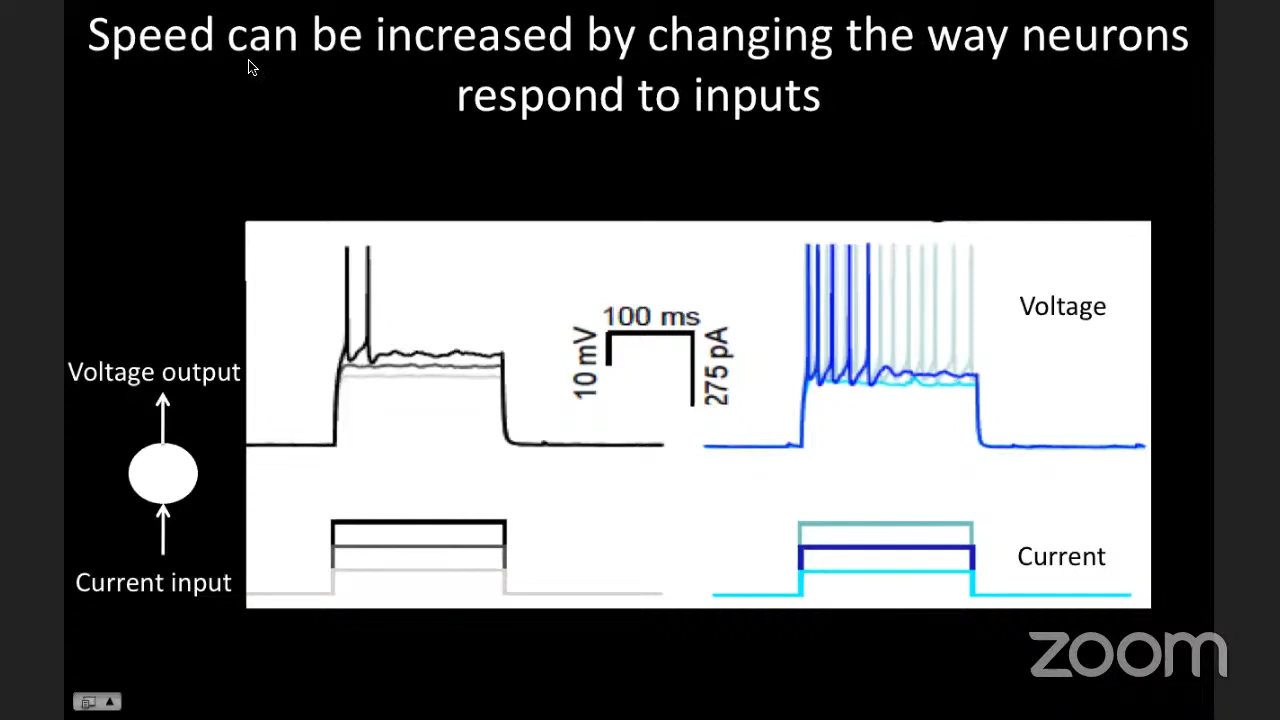 Speed can be increased by changing the way neurons
respond to inputs
Voltage output
Current input
100 ms
10 mV
275 pA
Voltage
Current
zoom